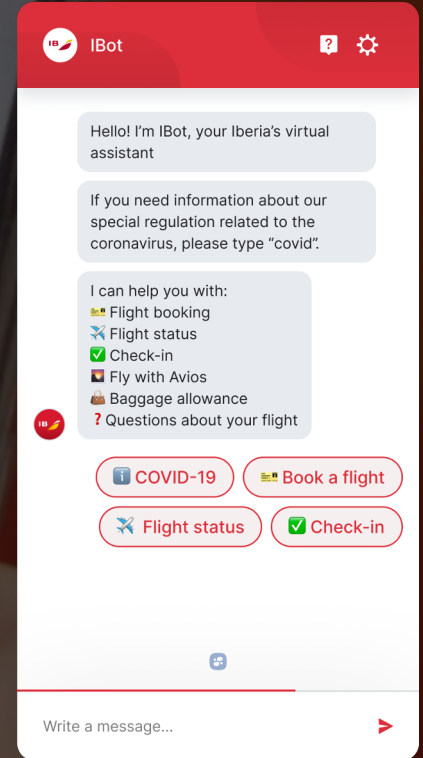 IB
IBot
?
Hello! I'm IBot, your Iberia's virtual
assistant
If you need information about our
special regulation related to the
coronavirus, please type “covid”.
I can help you with:
🎫 Flight booking
✈️ Flight status
✅ Check-in
🌄 Fly with Avios
👜 Baggage allowance
❓ Questions about your flight
IB
ℹ️ COVID-19
🎫 Book a flight
✈️ Flight status
✅ Check-in
Write a message...